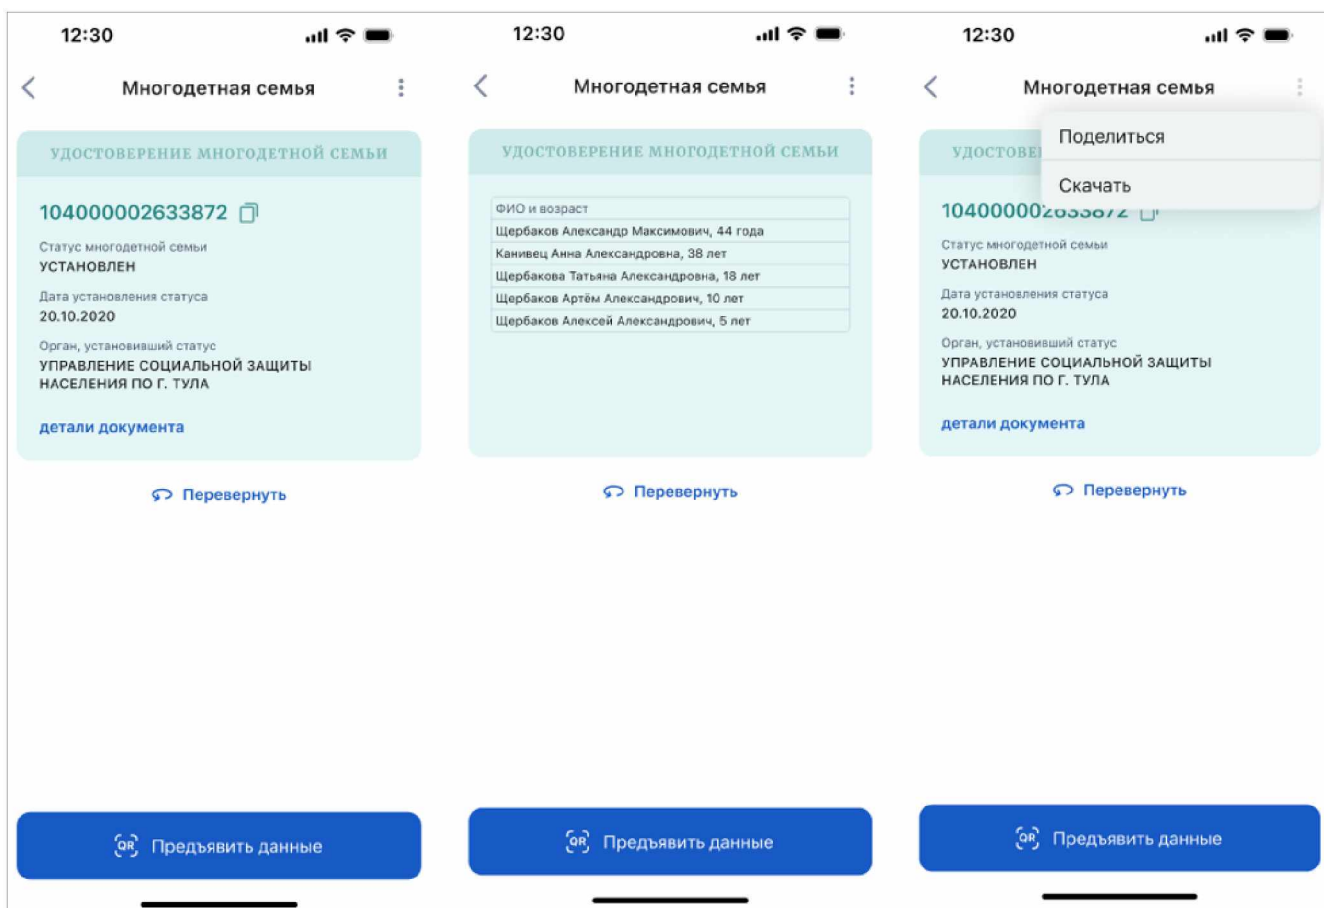 12:30
Многодетная семья
УДОСТОВЕРЕНИЕ МНОГОДЕТНОЙ СЕМЬИ
104000002633872
Статус многодетной семьи
УСТАНОВЛЕН
Дата установления статуса
20.10.2020
Орган, установивший статус
УПРАВЛЕНИЕ СОЦИАЛЬНОЙ ЗАЩИТЫ
НАСЕЛЕНИЯ ПО Г. ТУЛА
детали документа
Перевернуть
QR Предъявить данные
12:30
Многодетная семья
УДОСТОВЕРЕНИЕ МНОГОДЕТНОЙ СЕМЬИ
ФИО и возраст
Щербаков Александр Максимович, 44 года
Канивец Анна Александровна, 38 лет
Щербакова Татьяна Александровна, 18 лет
Щербаков Артём Александрович, 10 лет
Щербаков Алексей Александрович, 5 лет
Перевернуть
QR Предъявить данные
12:30
Многодетная семья
Поделиться
Скачать
УДОСТОВЕ
104000002633872
Статус многодетной семьи
УСТАНОВЛЕН
Дата установления статуса
20.10.2020
Орган, установивший статус
УПРАВЛЕНИЕ СОЦИАЛЬНОЙ ЗАЩИТЫ
НАСЕЛЕНИЯ ПО Г. ТУЛА
детали документа
Перевернуть
QR Предъявить данные